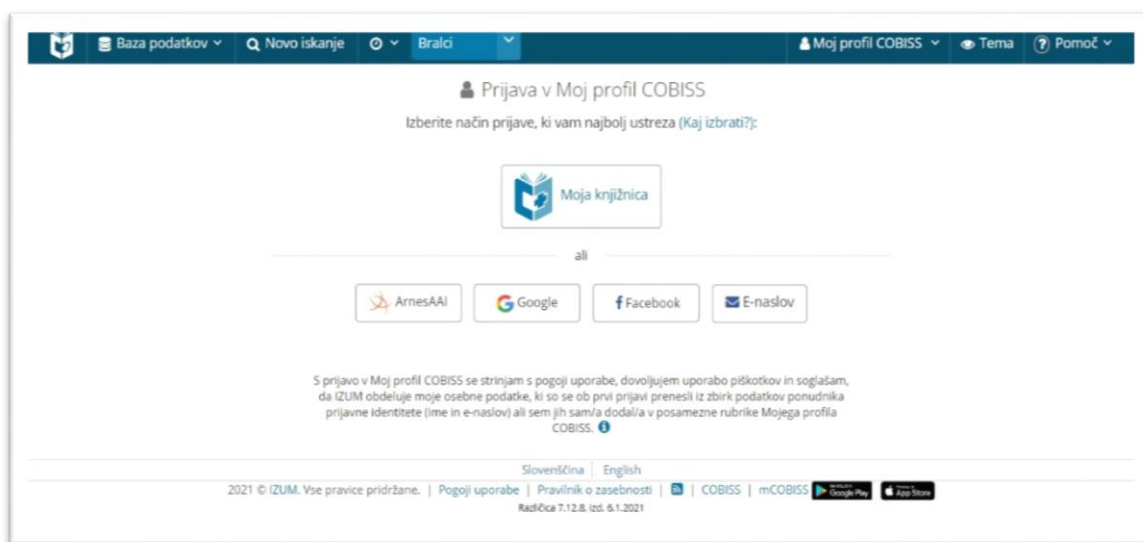 Baza podatkov Novo iskanje Bralci Moj profil COBISS Tema ? Pomoč
Prijava v Moj profil COBISS
Izberite način prijave, ki vam najbolj ustreza (Kaj izbrati?):
Moja knjižnica
ali
ArnesAAI Google Facebook E-naslov
S prijavo v Moj profil COBISS se strinjam s pogoji uporabe, dovoljujem uporabo piškotkov in soglašam,
da IZUM obdeluje moje osebne podatke, ki so se ob prvi prijavi prenesli iz zbirk podatkov ponudnika
prijavne identitete (ime in e-naslov) ali sem jih sam/a dodal/a v posamezne rubrike Mojega profila
COBISS.
Slovenščina | English
2021 © IZUM. Vse pravice pridržane. | Pogoji uporabe | Pravilnik o zasebnosti | | COBISS | mCOBISS Google Play App Store
Različica 7.12.8, izd. 6.1.2021